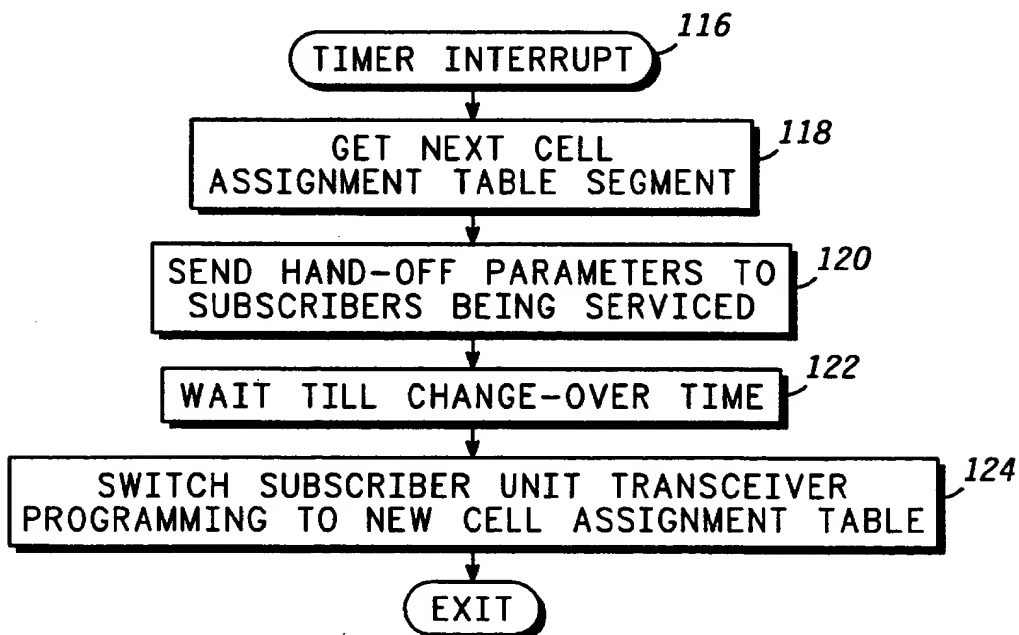 116
TIMER INTERRUPT
118
GET NEXT CELL
ASSIGNMENT TABLE SEGMENT
120
SEND HAND-OFF PARAMETERS TO
SUBSCRIBERS BEING SERVICED
122
WAIT TILL CHANGE-OVER TIME
124
SWITCH SUBSCRIBER UNIT TRANSCEIVER
PROGRAMMING TO NEW CELL ASSIGNMENT TABLE
EXIT